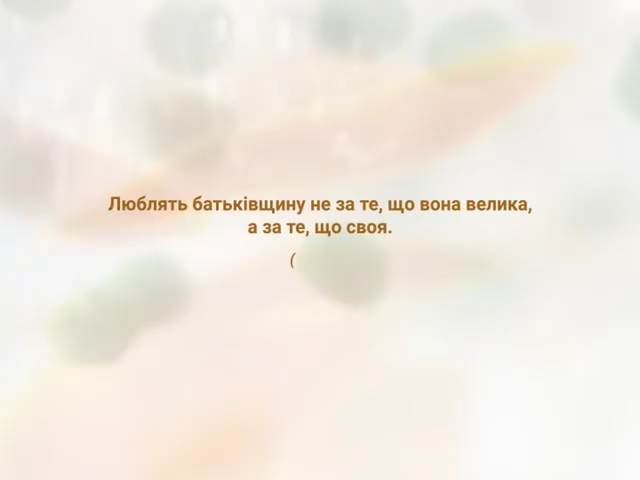 Люблять батьківщину не за те, що вона велика,
а за те, що своя.
(